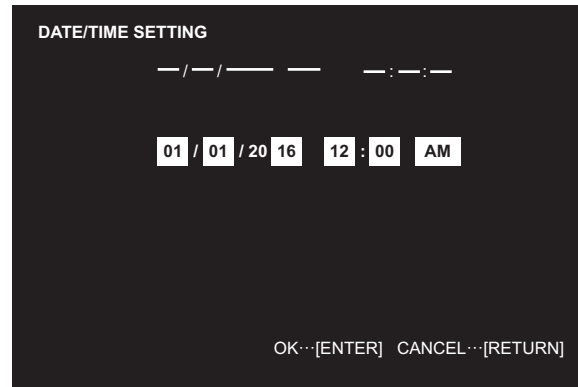 DATE/TIME SETTING
—/—/—— —— —:—:—
01 / 01 / 20 16 12 : 00 AM
OK···[ENTER] CANCEL···[RETURN]